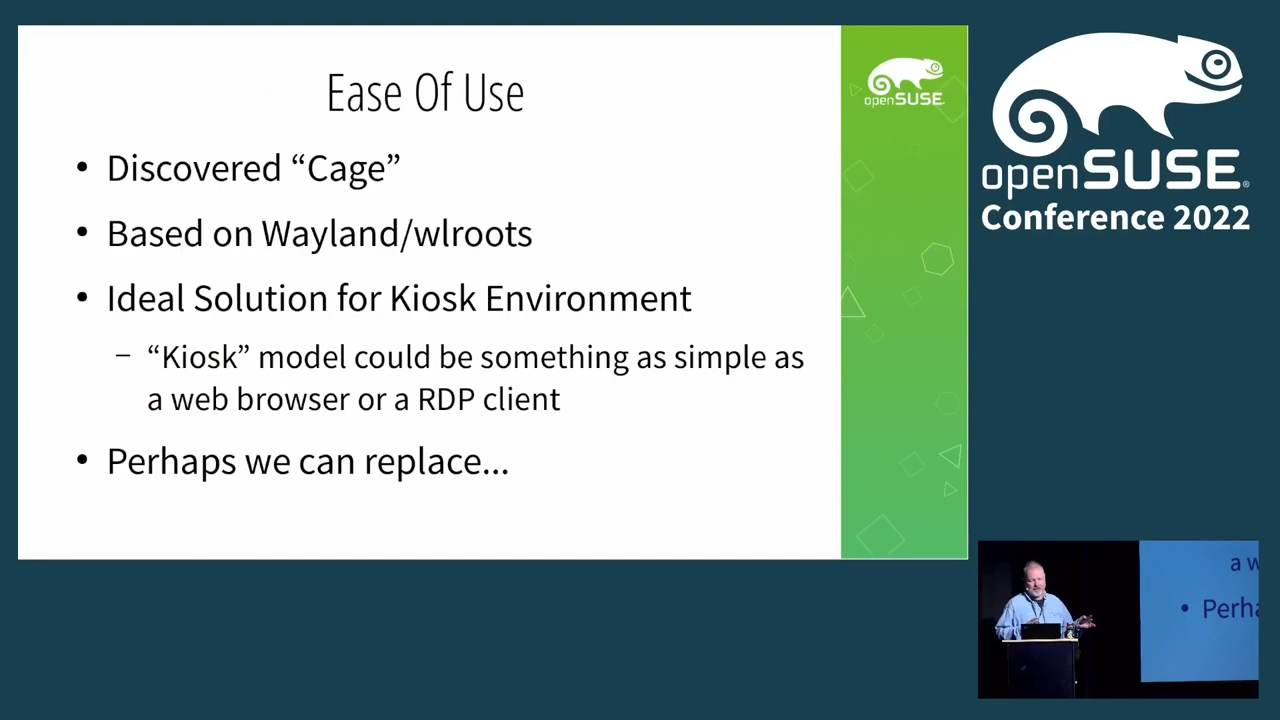 Ease Of Use
• Discovered “Cage”
• Based on Wayland/wlroots
• Ideal Solution for Kiosk Environment
– “Kiosk” model could be something as simple as
a web browser or a RDP client
• Perhaps we can replace...
openSUSE
openSUSE®
Conference 2022
a w
• Perha